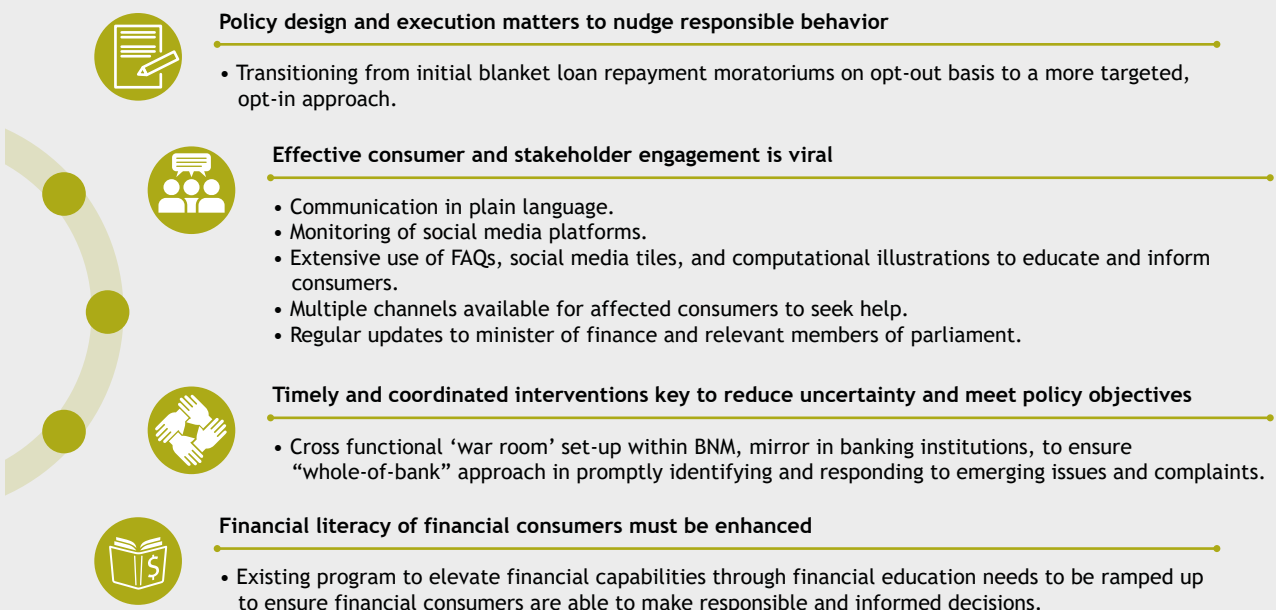 Policy design and execution matters to nudge responsible behavior
• Transitioning from initial blanket loan repayment moratoriums on opt-out basis to a more targeted,
opt-in approach.
Effective consumer and stakeholder engagement is viral
• Communication in plain language.
• Monitoring of social media platforms.
• Extensive use of FAQs, social media tiles, and computational illustrations to educate and inform
consumers.
• Multiple channels available for affected consumers to seek help.
• Regular updates to minister of finance and relevant members of parliament.
Timely and coordinated interventions key to reduce uncertainty and meet policy objectives
• Cross functional ‘war room’ set-up within BNM, mirror in banking institutions, to ensure
“whole-of-bank” approach in promptly identifying and responding to emerging issues and complaints.
Financial literacy of financial consumers must be enhanced
$
• Existing program to elevate financial capabilities through financial education needs to be ramped up
to ensure financial consumers are able to make responsible and informed decisions.